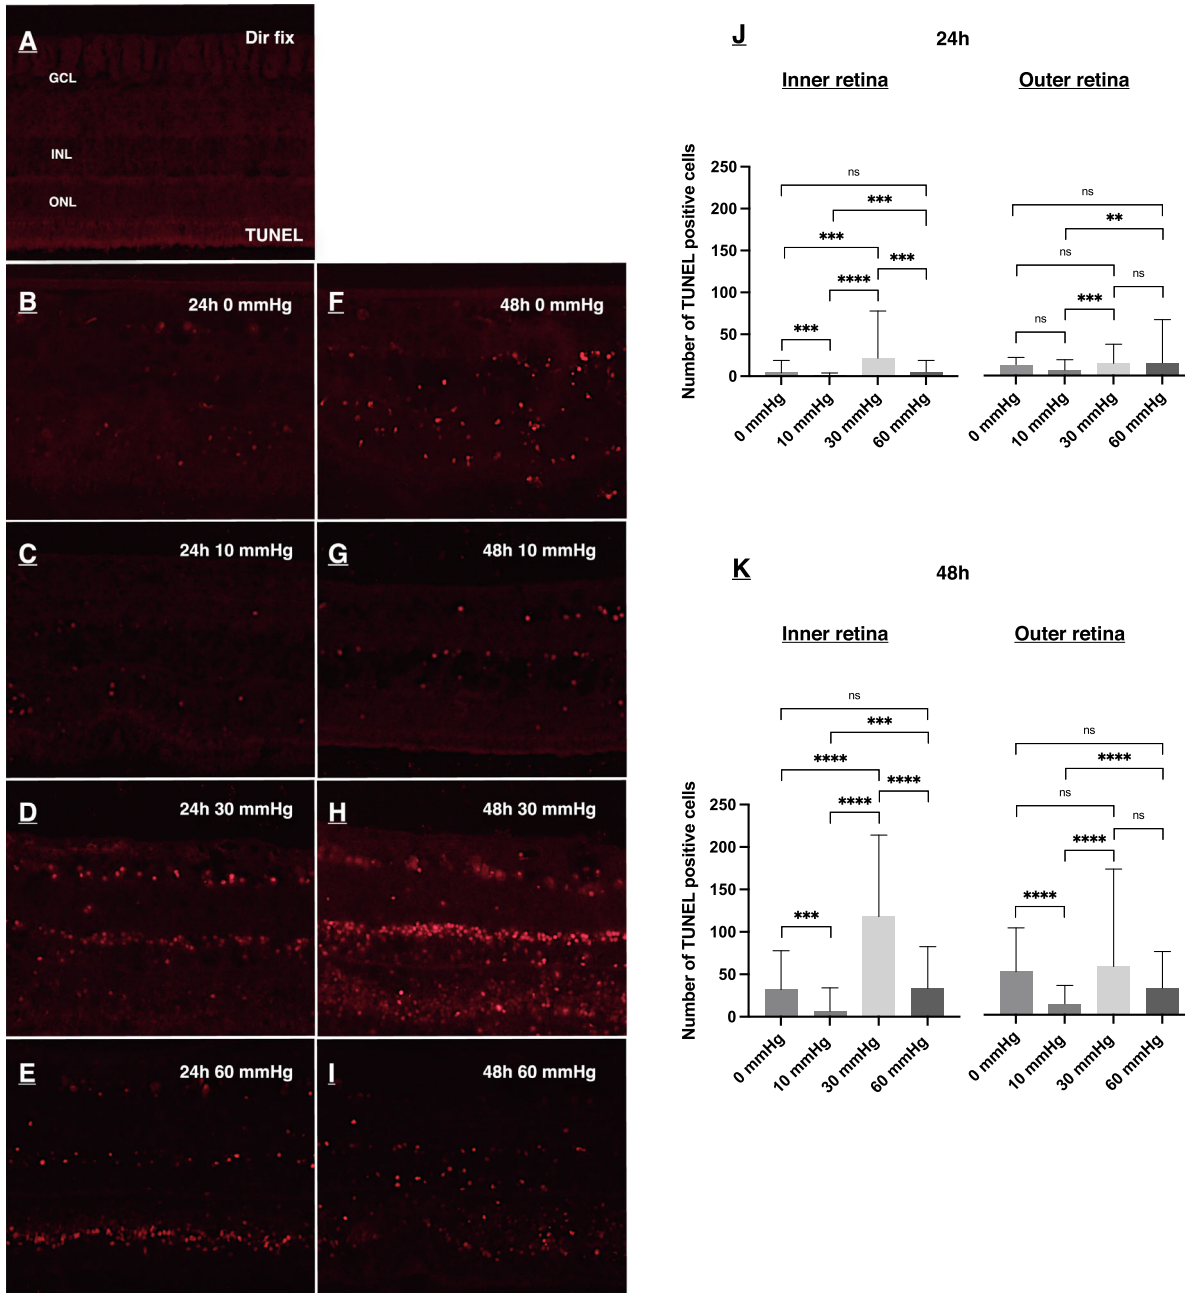 A
Dir fix
GCL
INL
ONL
TUNEL
B
24h 0 mmHg
F
48h 0 mmHg
C
24h 10 mmHg
G
48h 10 mmHg
D
24h 30 mmHg
H
48h 30 mmHg
E
24h 60 mmHg
I
48h 60 mmHg
J
24h
Inner retina
Outer retina
Number of TUNEL positive cells
250
200
150
100
50
0
ns
***
***
***
****
***
0 mmHg
10 mmHg
30 mmHg
60 mmHg
ns
**
ns
ns
***
ns
0 mmHg
10 mmHg
30 mmHg
60 mmHg
K
48h
Inner retina
Outer retina
Number of TUNEL positive cells
250
200
150
100
50
0
ns
***
****
****
****
***
0 mmHg
10 mmHg
30 mmHg
60 mmHg
ns
****
ns
ns
****
****
0 mmHg
10 mmHg
30 mmHg
60 mmHg